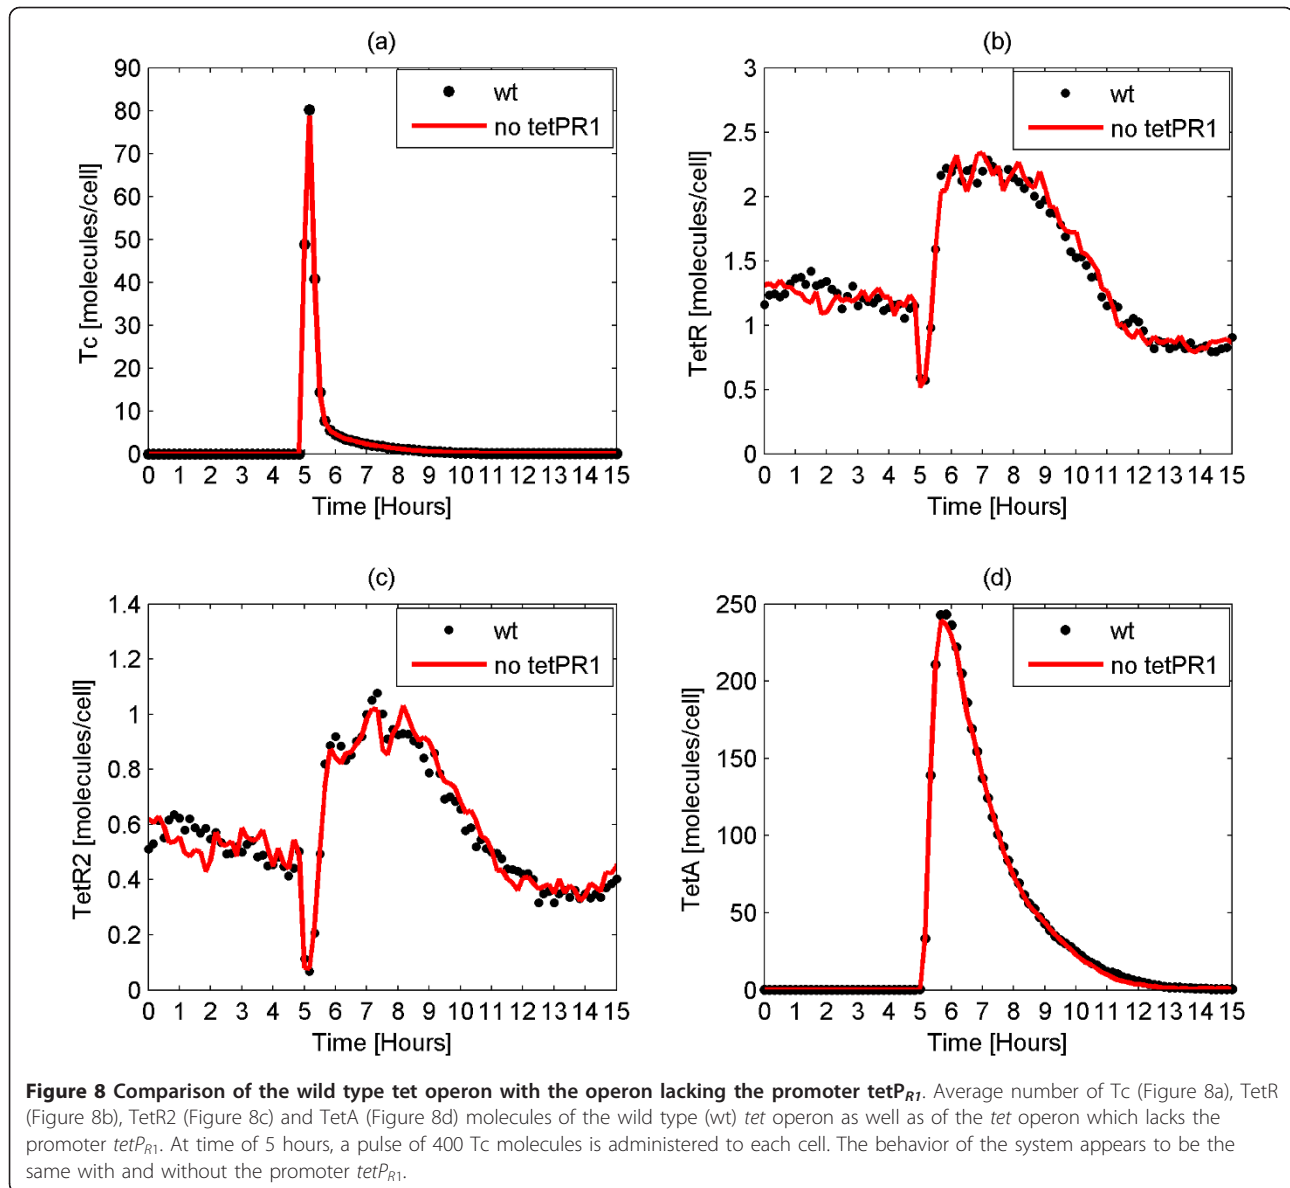 (a)
90
80
70
60
50
40
30
20
10
0
Tc [molecules/cell]
wt
no tetPR1
0 1 2 3 4 5 6 7 8 9 10 11 12 13 14 15
Time [Hours]
(b)
3
2.5
2
1.5
1
0.5
0
TetR [molecules/cell]
wt
no tetPR1
0 1 2 3 4 5 6 7 8 9 10 11 12 13 14 15
Time [Hours]
(c)
1.4
1.2
1
0.8
0.6
0.4
0.2
0
TetR2 [molecules/cell]
wt
no tetPR1
0 1 2 3 4 5 6 7 8 9 10 11 12 13 14 15
Time [Hours]
(d)
250
200
150
100
50
0
TetA [molecules/cell]
wt
no tetPR1
0 1 2 3 4 5 6 7 8 9 10 11 12 13 14 15
Time [Hours]
Figure 8 Comparison of the wild type tet operon with the operon lacking the promoter tetPR1. Average number of Tc (Figure 8a), TetR
(Figure 8b), TetR2 (Figure 8c) and TetA (Figure 8d) molecules of the wild type (wt) tet operon as well as of the tet operon which lacks the
promoter tetPR1. At time of 5 hours, a pulse of 400 Tc molecules is administered to each cell. The behavior of the system appears to be the
same with and without the promoter tetPR1.